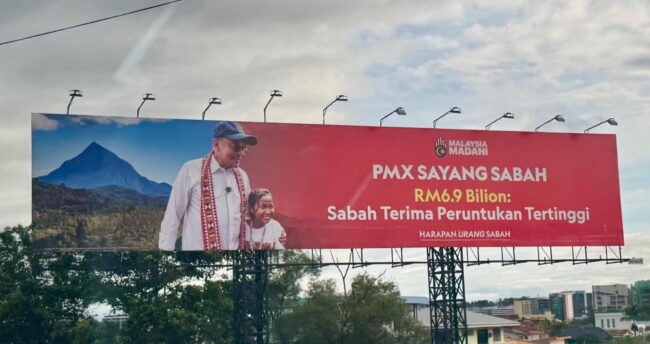 MALAYSIA
MADANI
PMX SAYANG SABAH
RM6.9 Bilion:
Sabah Terima Peruntukan Tertinggi
HARAPAN URANG SABAH